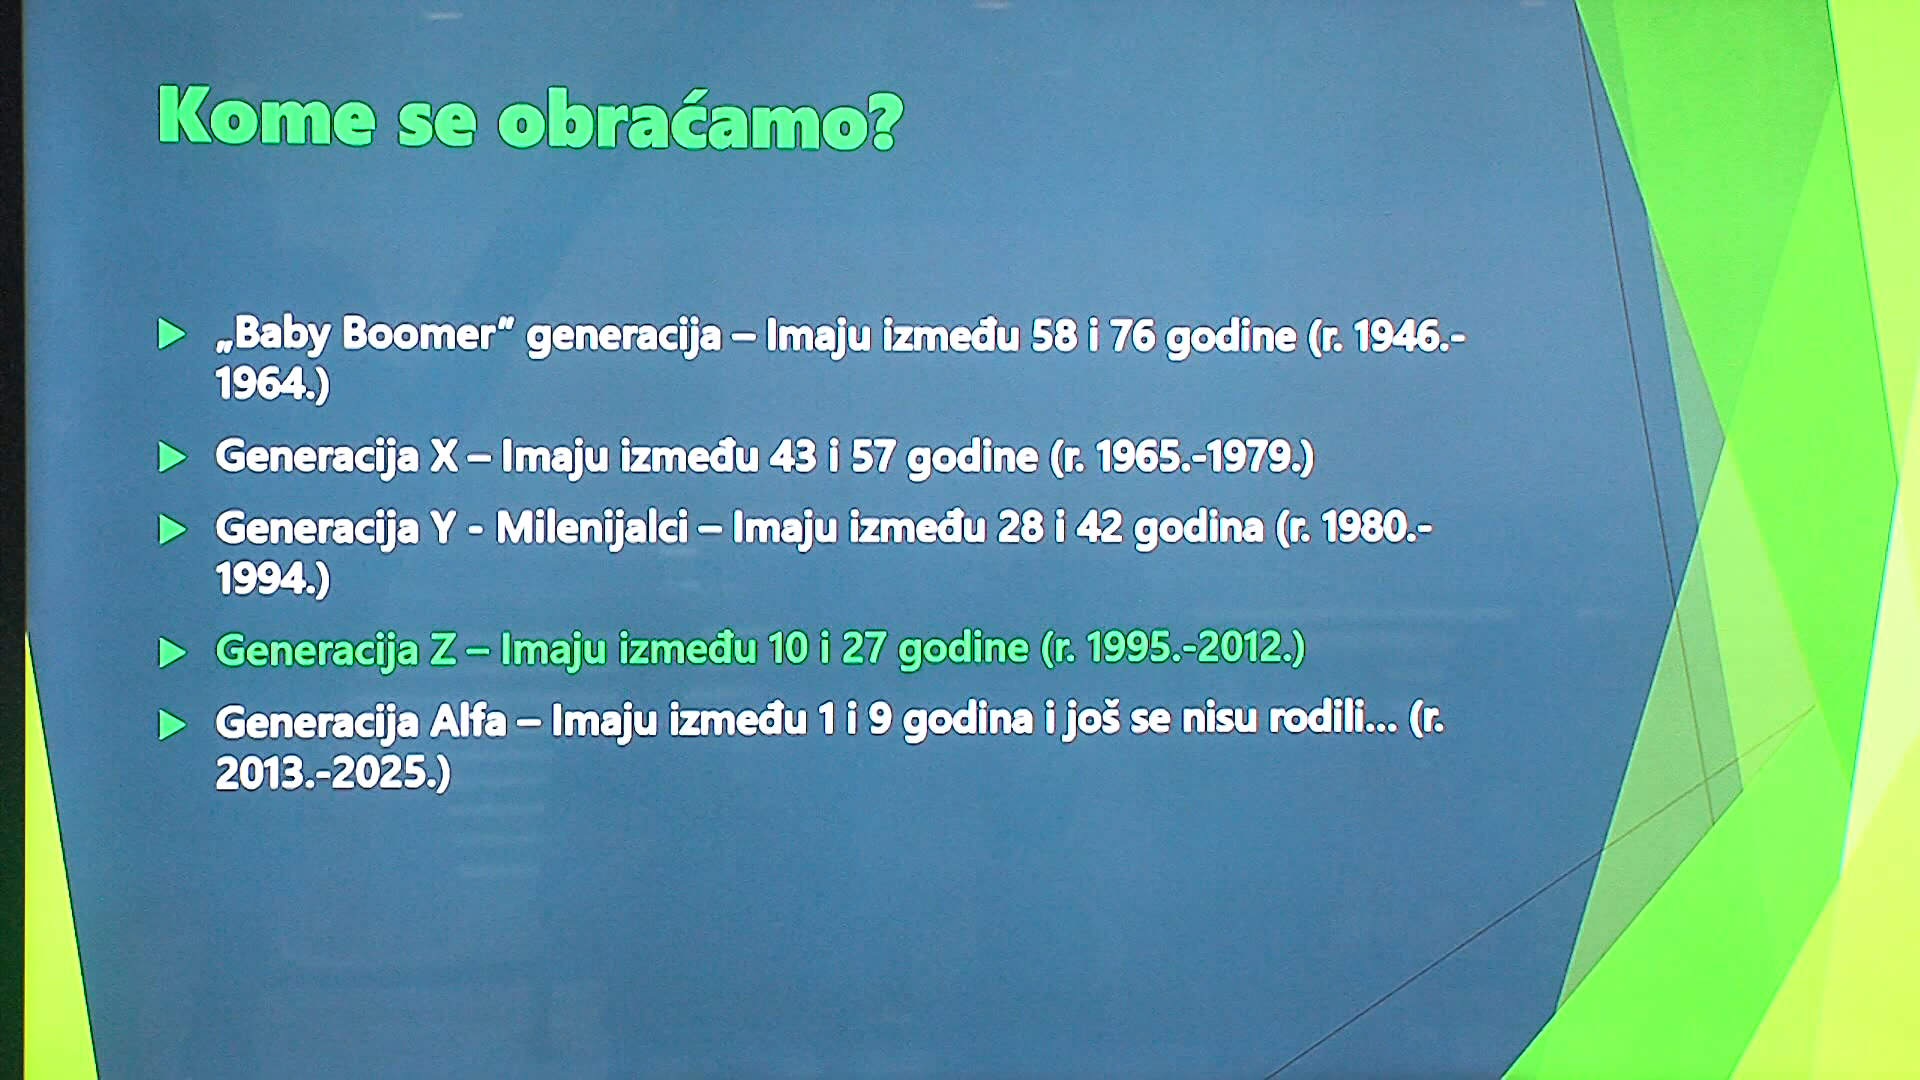 Kome se obraćamo?
„Baby Boomer“ generacija – Imaju između 58 i 76 godine (r. 1946.-
1964.)
Generacija X – Imaju između 43 i 57 godine (r. 1965.-1979.)
Generacija Y - Milenijalci – Imaju između 28 i 42 godina (r. 1980.-
1994.)
Generacija Z – Imaju između 10 i 27 godine (r. 1995.-2012.)
Generacija Alfa – Imaju između 1 i 9 godina i još se nisu rodili... (r.
2013.-2025.)